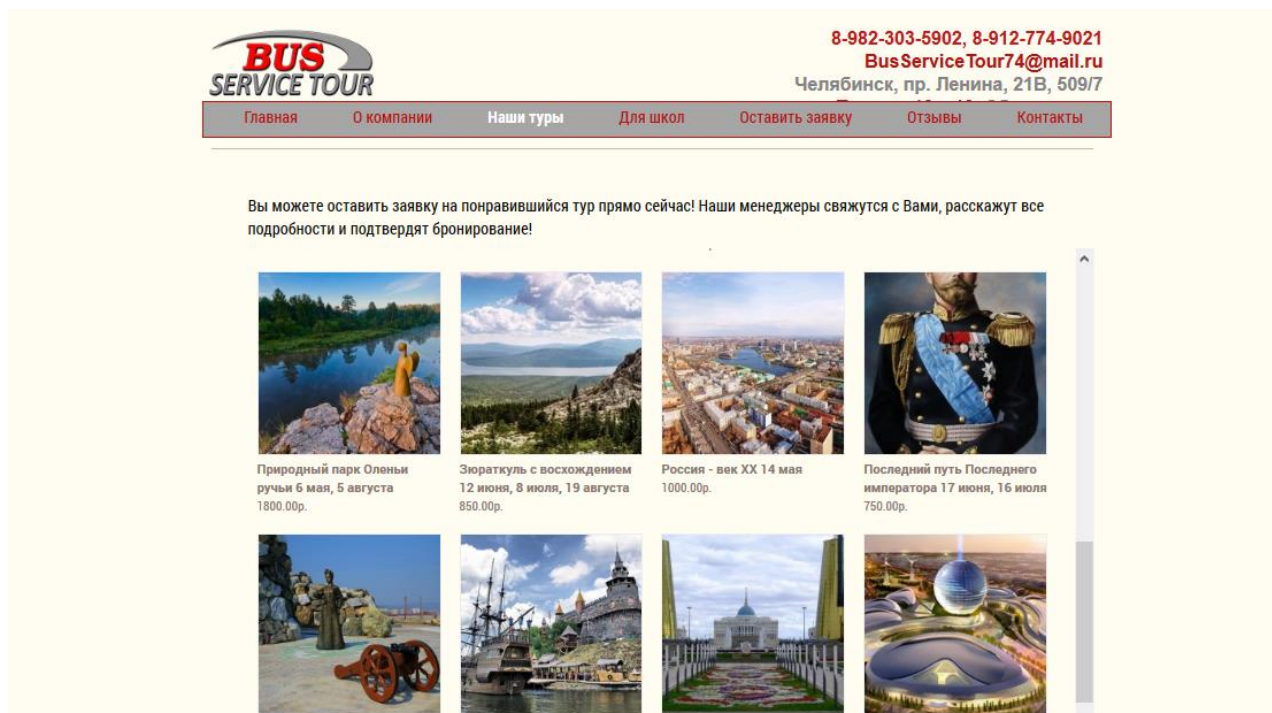 BUS
SERVICE TOUR
8-982-303-5902, 8-912-774-9021
BusServiceTour74@mail.ru
Челябинск, пр. Ленина, 21В, 509/7
Главная О компании Наши туры Для школ Оставить заявку Отзывы Контакты
Вы можете оставить заявку на понравившийся тур прямо сейчас! Наши менеджеры свяжутся с Вами, расскажут все
подробности и подтвердят бронирование!
Природный парк Оленьи
ручьи 6 мая, 5 августа
1800.00р.
Зюраткуль с восхождением
12 июня, 8 июля, 19 августа
850.00р.
Россия - век XX 14 мая
1000.00р.
Последний путь Последнего
императора 17 июня, 16 июля
750.00р.